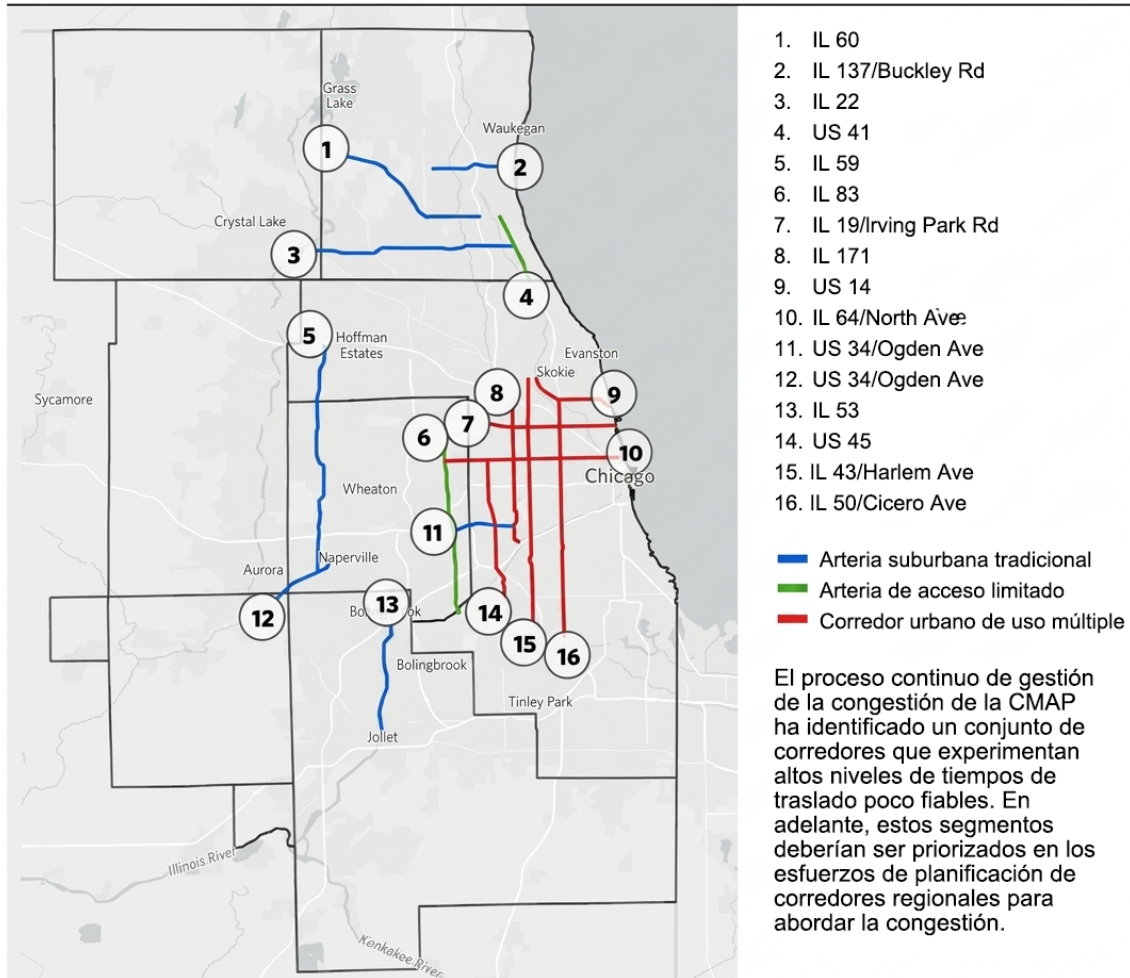 Grass
Lake
Waukegan
1
2
Crystal Lake
3
4
5
Hoffman
Estates
Evanston
Skokie
Sycamore
8
9
7
6
10
Chicago
Wheaton
11
Naperville
Aurora
13
12
14
15
16
Bolingbrook
Tinley Park
Jollet
Illinois River
Konkakee River
1. IL 60
2. IL 137/Buckley Rd
3. IL 22
4. US 41
5. IL 59
6. IL 83
7. IL 19/Irving Park Rd
8. IL 171
9. US 14
10. IL 64/North Ave
11. US 34/Ogden Ave
12. US 34/Ogden Ave
13. IL 53
14. US 45
15. IL 43/Harlem Ave
16. IL 50/Cicero Ave
Arteria suburbana tradicional
Arteria de acceso limitado
Corredor urbano de uso múltiple
El proceso continuo de gestión
de la congestión de la CMAP
ha identificado un conjunto de
corredores que experimentan
altos niveles de tiempos de
traslado poco fiables. En
adelante, estos segmentos
deberían ser priorizados en los
esfuerzos de planificación de
corredores regionales para
abordar la congestión.